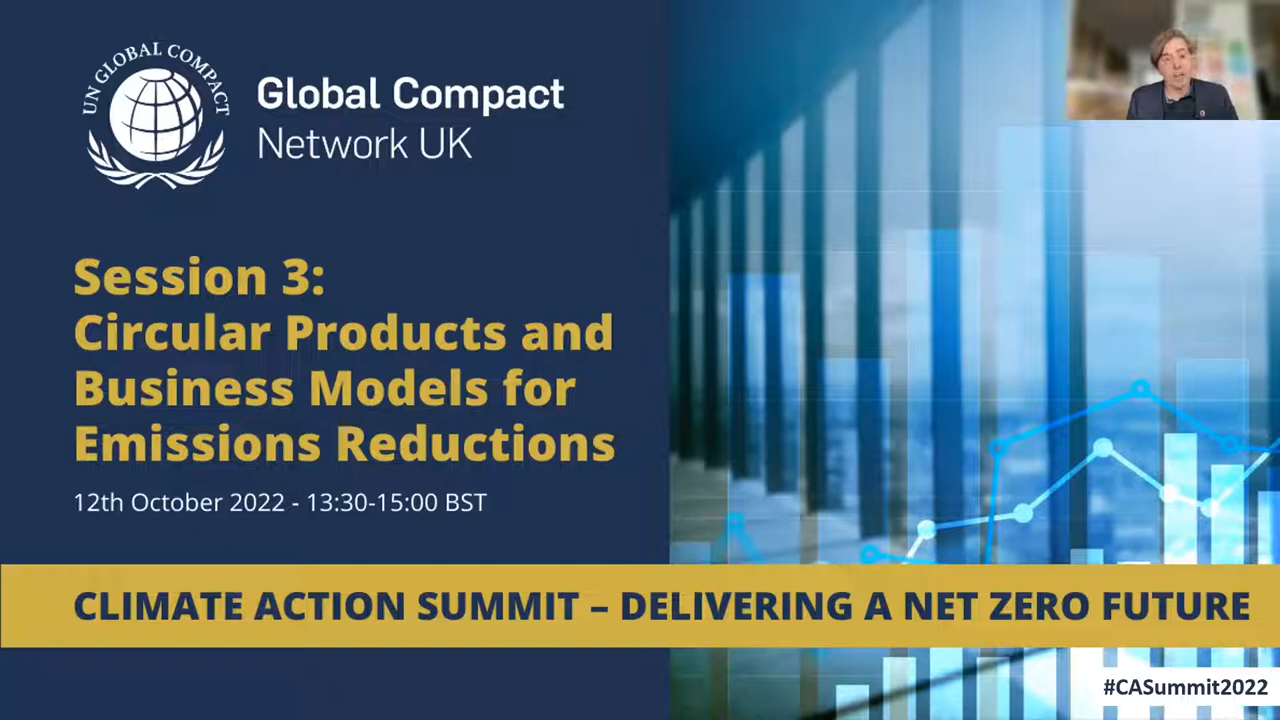 UN GLOBAL COMPACT
Global Compact
Network UK
Session 3:
Circular Products and
Business Models for
Emissions Reductions
12th October 2022 - 13:30-15:00 BST
CLIMATE ACTION SUMMIT – DELIVERING A NET ZERO FUTURE
#CASummit2022